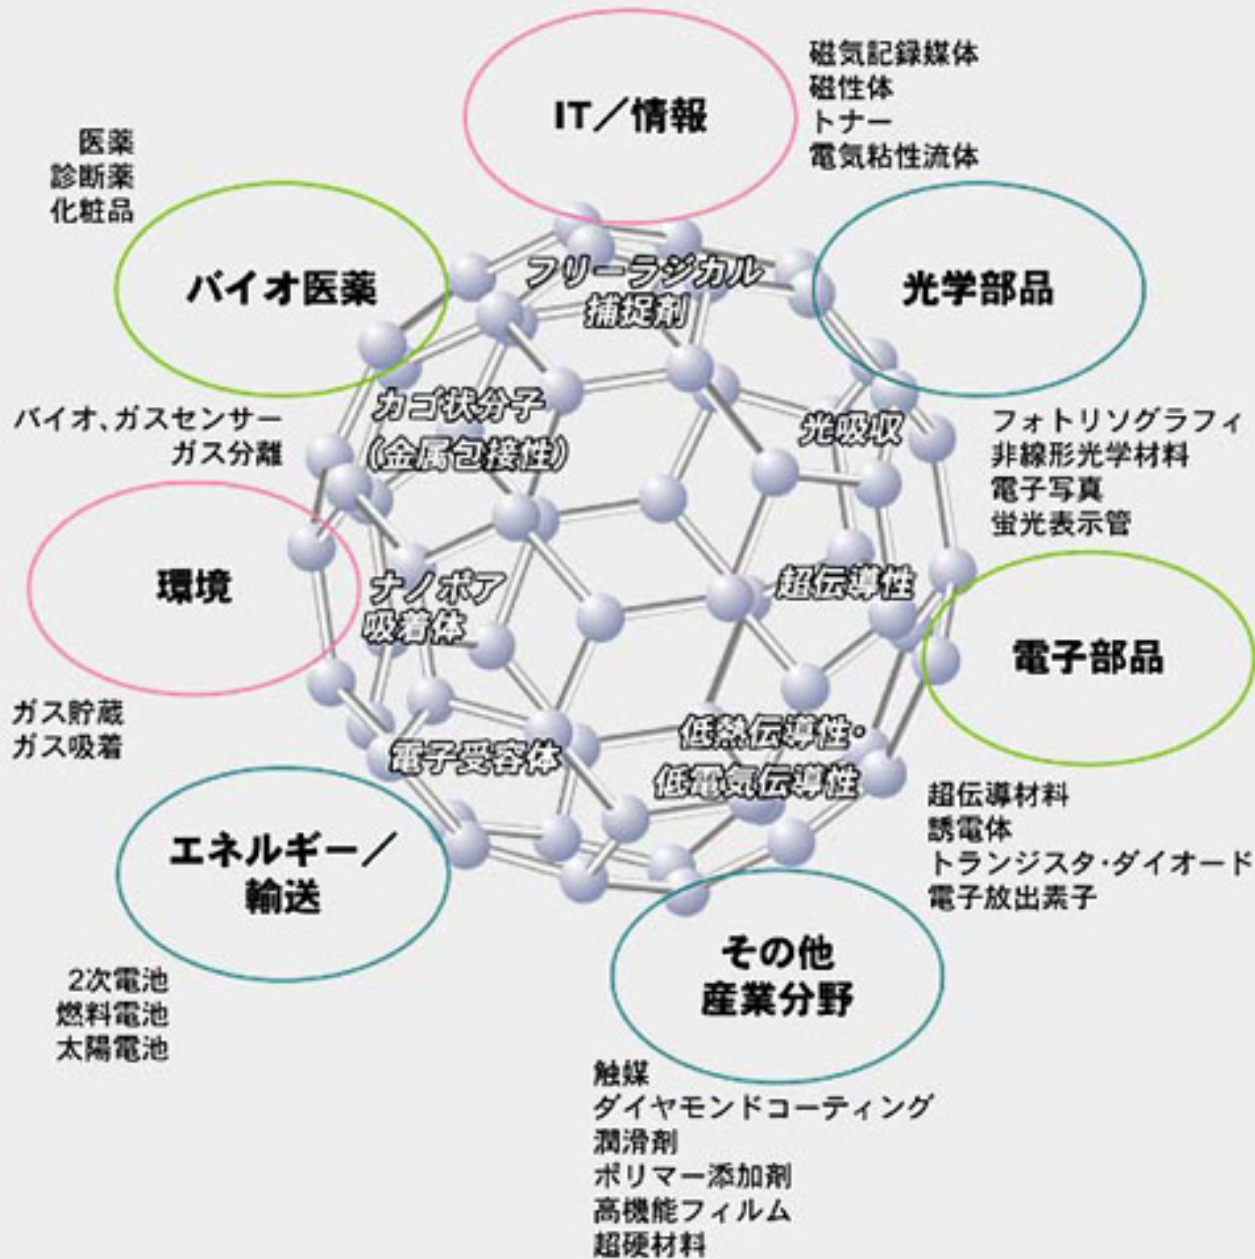 IT／情報
磁気記録媒体
磁性体
トナー
電気粘性流体
医薬
診断薬
化粧品
バイオ医薬
光学部品
フリーラジカル
捕捉剤
カゴ状分子
（金属包接性）
光吸収
バイオ、ガスセンサー
ガス分離
フォトリソグラフィ
非線形光学材料
電子写真
蛍光表示管
環境
ナノポア
吸着体
超伝導性
電子部品
ガス貯蔵
ガス吸着
電子受容体
低熱伝導性・
低電気伝導性
超伝導材料
誘電体
トランジスタ・ダイオード
電子放出素子
エネルギー／
輸送
2次電池
燃料電池
太陽電池
その他
産業分野
触媒
ダイヤモンドコーティング
潤滑剤
ポリマー添加剤
高機能フィルム
超硬材料